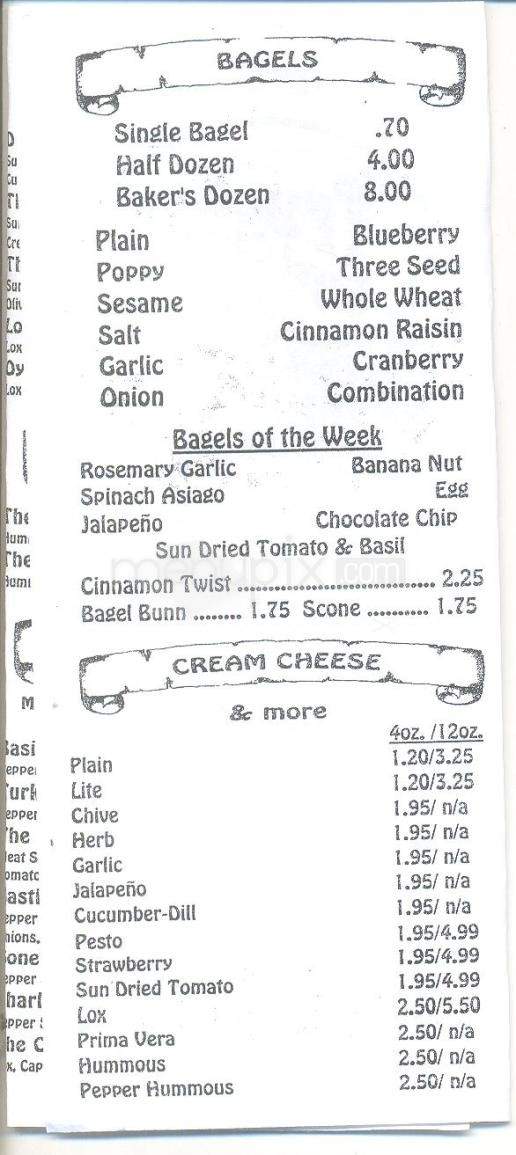 BAGELS
Single Bagel .70
Half Dozen 4.00
Baker's Dozen 8.00
Plain Blueberry
Poppy Three Seed
Sesame Whole Wheat
Salt Cinnamon Raisin
Garlic Cranberry
Onion Combination
Bagels of the Week
Rosemary Garlic Banana Nut
Spinach Asiago Egg
Jalapeño Chocolate Chip
Sun Dried Tomato & Basil
menupix.com
Cinnamon Twist .................................. 2.25
Bagel Bunn ........ 1.75 Scone .......... 1.75
CREAM CHEESE
& more
4oz. /12oz.
Plain 1.20/3.25
Lite 1.20/3.25
Chive 1.95/ n/a
Herb 1.95/ n/a
Garlic 1.95/ n/a
Jalapeño 1.95/ n/a
Cucumber-Dill 1.95/ n/a
Pesto 1.95/4.99
Strawberry 1.95/4.99
Sun Dried Tomato 1.95/4.99
Lox 2.50/5.50
Prima Vera 2.50/ n/a
Hummous 2.50/ n/a
Pepper Hummous 2.50/ n/a